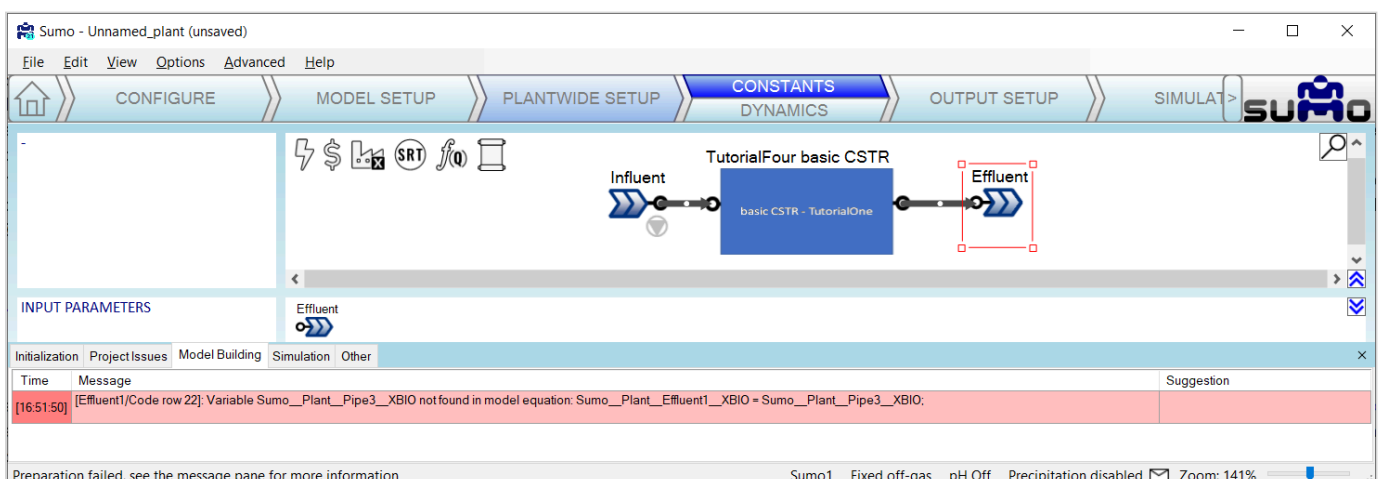 Sumo - Unnamed_plant (unsaved)
File Edit View Options Advanced Help
CONFIGURE
MODEL SETUP
PLANTWIDE SETUP
CONSTANTS
DYNAMICS
OUTPUT SETUP
SIMULAT >
sumo
-
$ x SRT f(Q)
TutorialFour basic CSTR
Influent
Effluent
basic CSTR - TutorialOne
INPUT PARAMETERS
Effluent
Initialization Project Issues Model Building Simulation Other
Time Message Suggestion
[16:51:50] [Effluent1/Code row 22]: Variable Sumo__Plant__Pipe3__XBIO not found in model equation: Sumo__Plant__Effluent1__XBIO = Sumo__Plant__Pipe3__XBIO;
Preparation failed, see the message pane for more information. Sumo1 Fixed off-gas pH Off Precipitation disabled Zoom: 141%